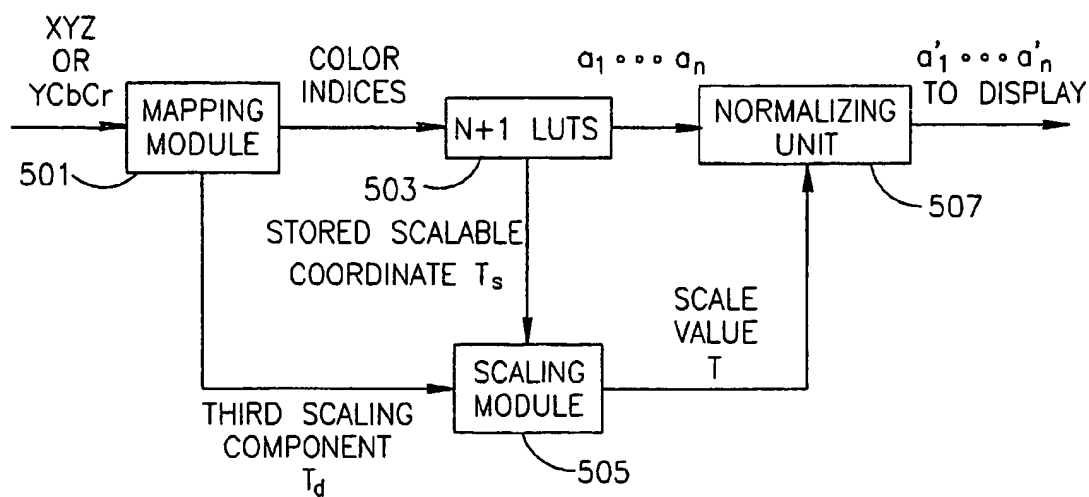 XYZ
OR
YCbCr
MAPPING
MODULE
501
COLOR
INDICES
N+1 LUTS
503
a₁ ∘∘∘ aₙ
NORMALIZING
UNIT
507
a'₁ ∘∘∘ a'ₙ
TO DISPLAY
STORED SCALABLE
COORDINATE Tₛ
SCALE
VALUE
T
SCALING
MODULE
505
THIRD SCALING
COMPONENT
T_d